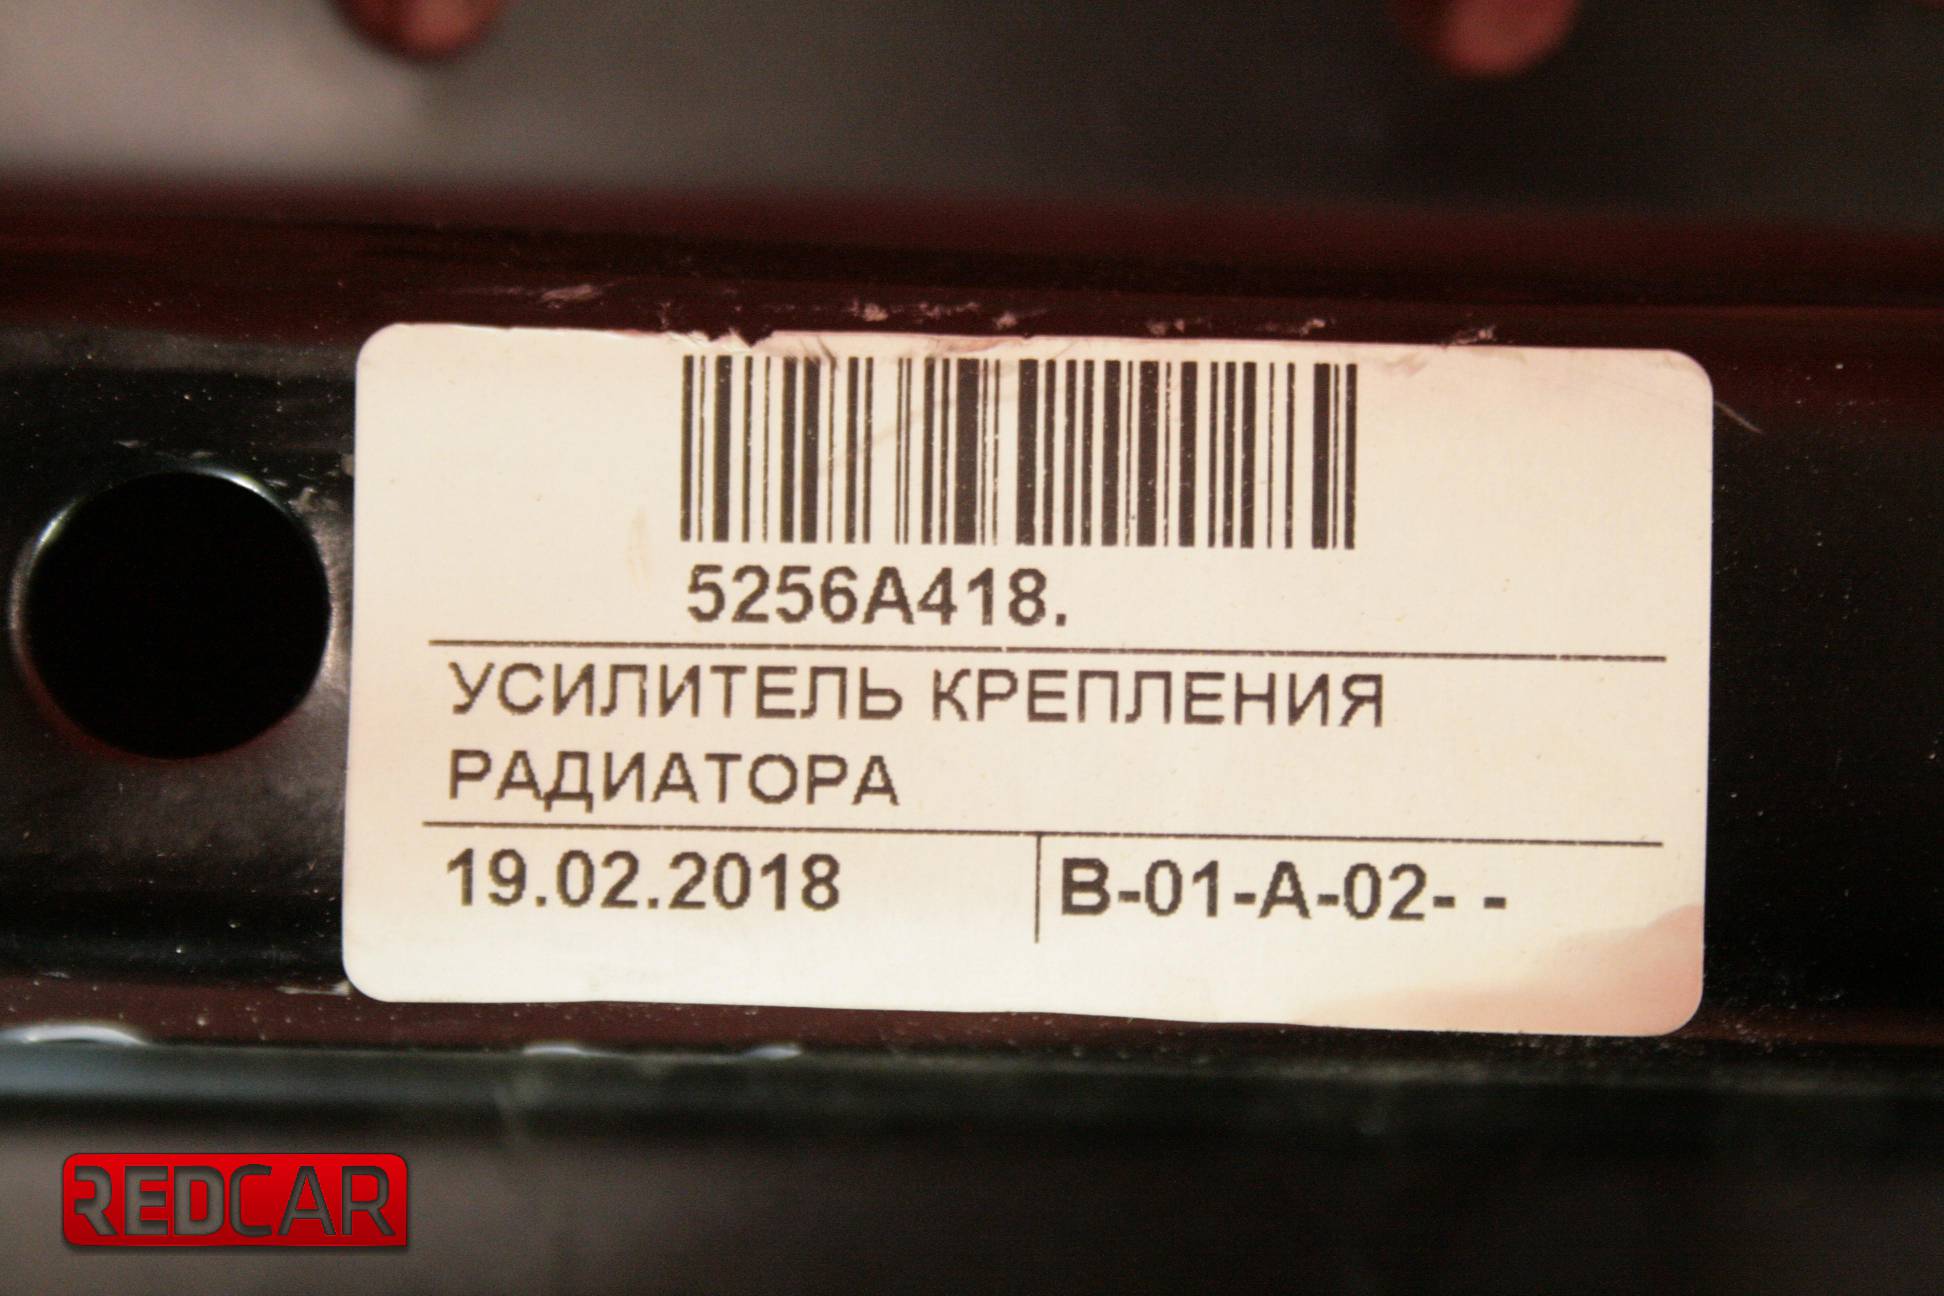 5256A418.
УСИЛИТЕЛЬ КРЕПЛЕНИЯ
РАДИАТОРА
19.02.2018 B-01-A-02- -
REDCAR